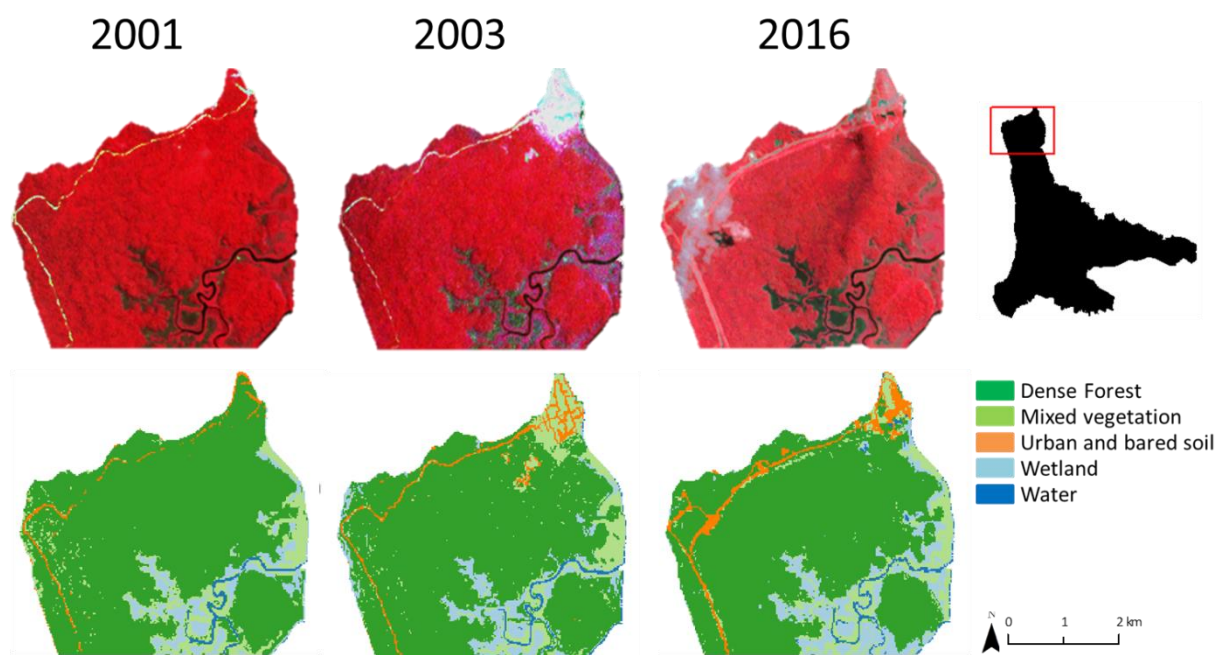 2001
2003
2016
Dense Forest
Mixed vegetation
Urban and bared soil
Wetland
Water
N
0 1 2 km